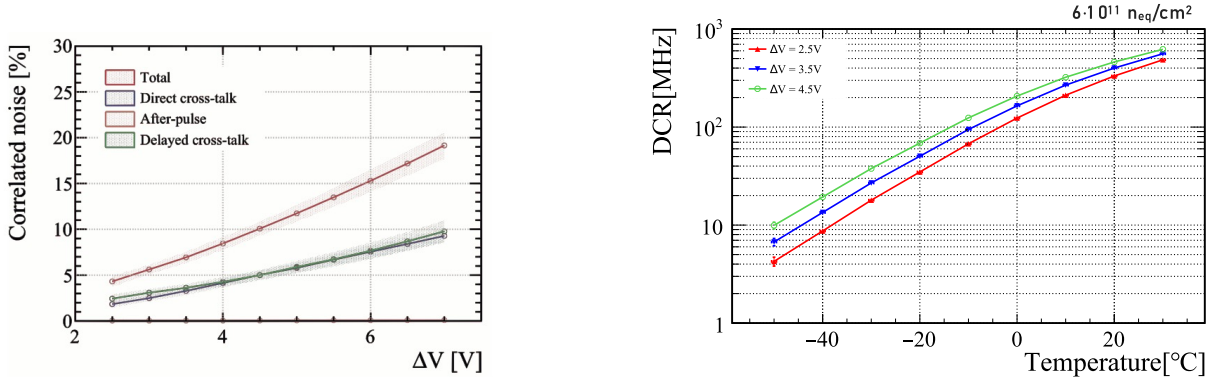 Correlated noise [%]
30
25
20
15
10
5
0
Total
Direct cross-talk
After-pulse
Delayed cross-talk
2
4
6
ΔV [V]
6·10¹¹ nₑq/cm²
DCR[MHz]
10³
10²
10
1
ΔV = 2.5V
ΔV = 3.5V
ΔV = 4.5V
−40
−20
0
20
Temperature[°C]